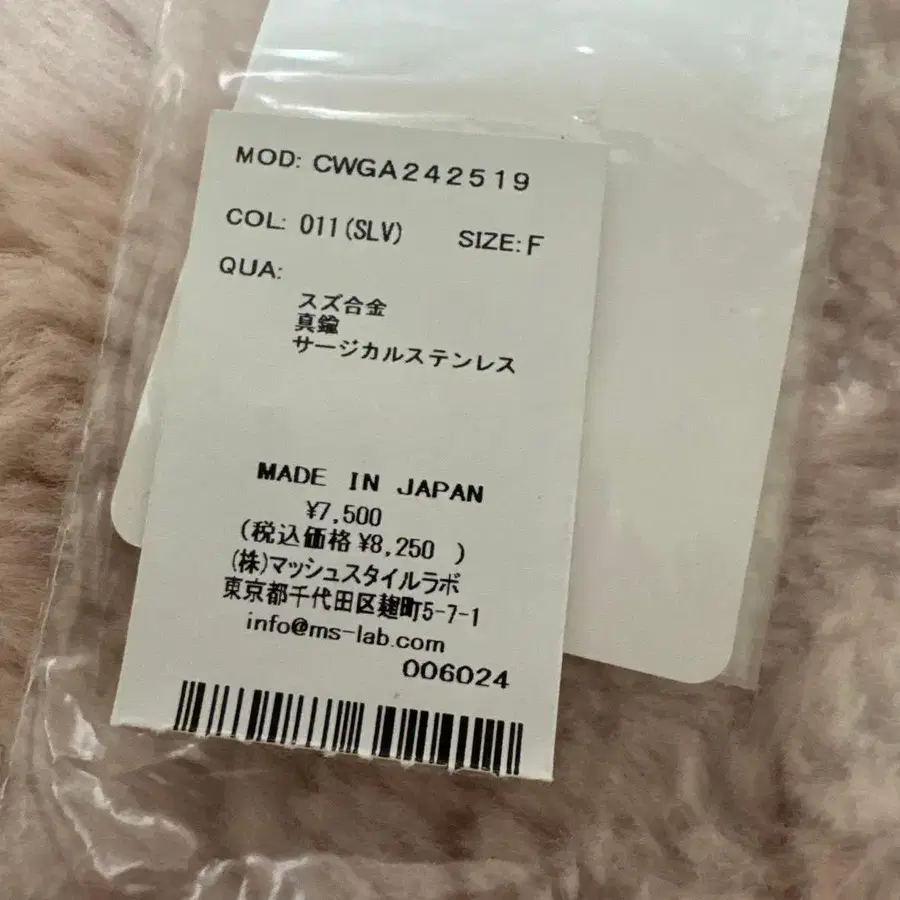 MOD: CWGA242519
COL: 011(SLV) SIZE: F
QUA:
スズ合金
真鍮
サージカルステンレス
MADE IN JAPAN
¥7,500
(税込価格 ¥8,250 )
(株)マッシュスタイルラボ
東京都千代田区麹町5-7-1
info@ms-lab.com
006024